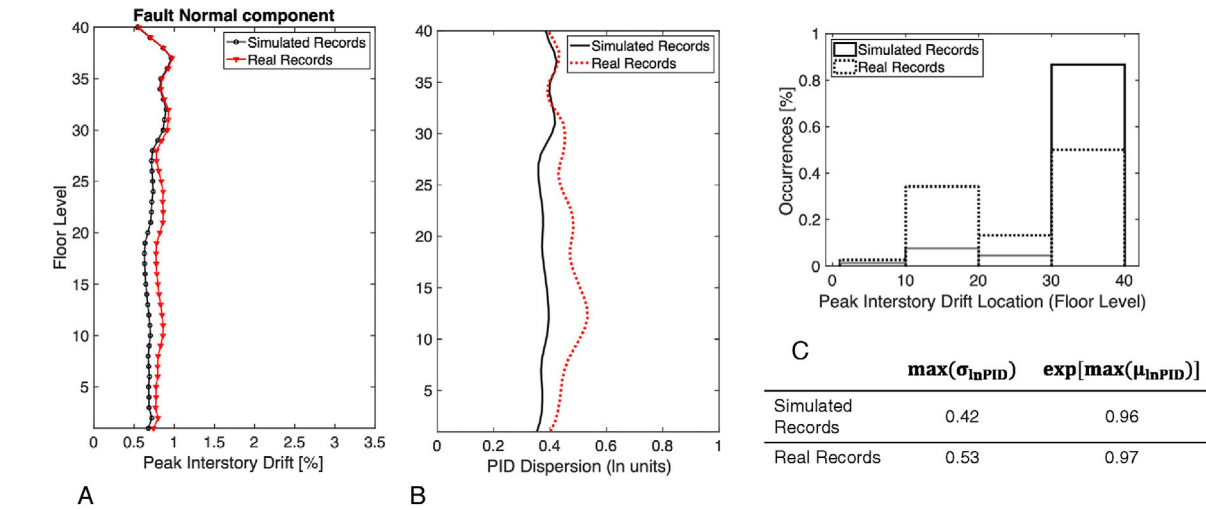 Fault Normal component
40
35
30
25
20
15
10
5
Floor Level
Simulated Records
Real Records
0 0.5 1 1.5 2 2.5 3 3.5
Peak Interstory Drift [%]
A
40
35
30
25
20
15
10
5
Simulated Records
Real Records
0 0.2 0.4 0.6 0.8 1
PID Dispersion (ln units)
B
1
0.8
0.6
0.4
0.2
0
Occurrences [%]
Simulated Records
Real Records
0 10 20 30 40
Peak Interstory Drift Location (Floor Level)
C
max(σlnPID) exp[max(μlnPID)]
Simulated
Records 0.42 0.96
Real Records 0.53 0.97